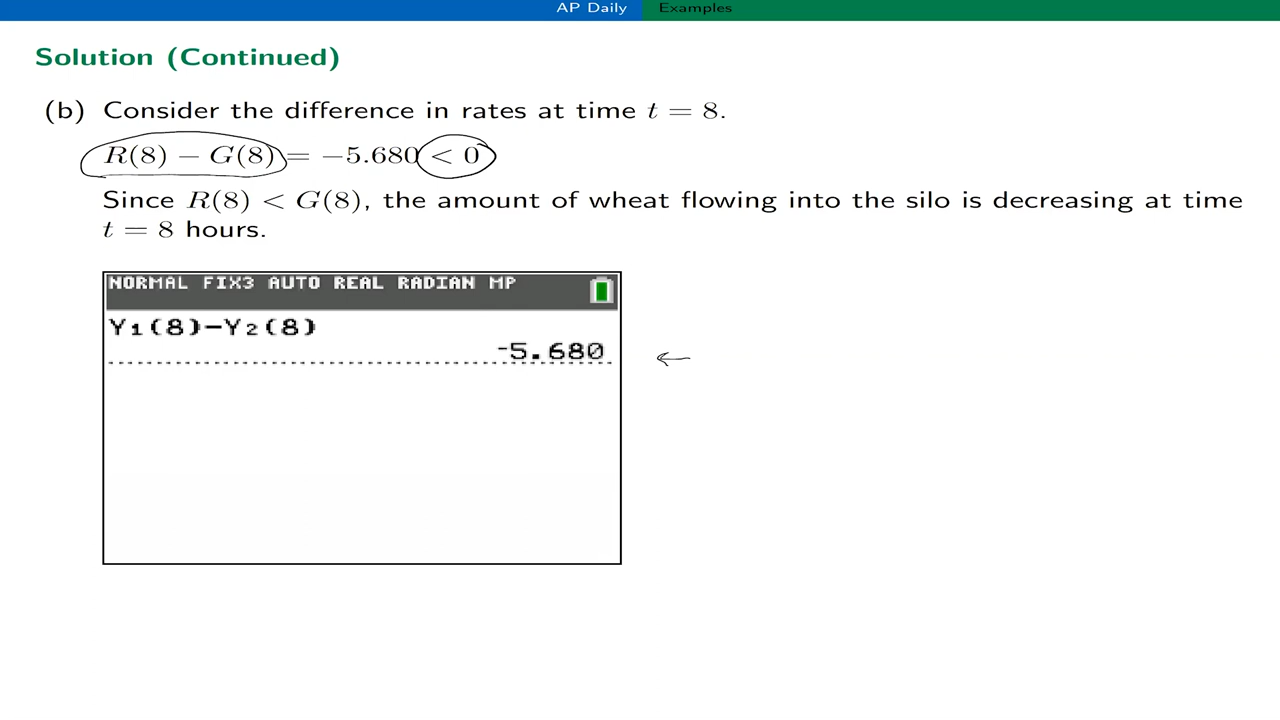 AP Daily Examples
Solution (Continued)
(b) Consider the difference in rates at time t = 8.
R(8) − G(8) = −5.680 < 0
Since R(8) < G(8), the amount of wheat flowing into the silo is decreasing at time
t = 8 hours.
NORMAL FIX3 AUTO REAL RADIAN MP
Y₁(8)−Y₂(8)
⁻5.680